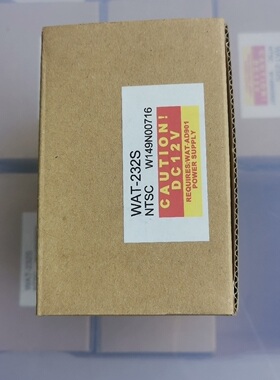 WAT-232S
NTSC W149N00716
CAUTION!
DC12V
REQUIRES:WAT-AD901
POWER SUPPLY